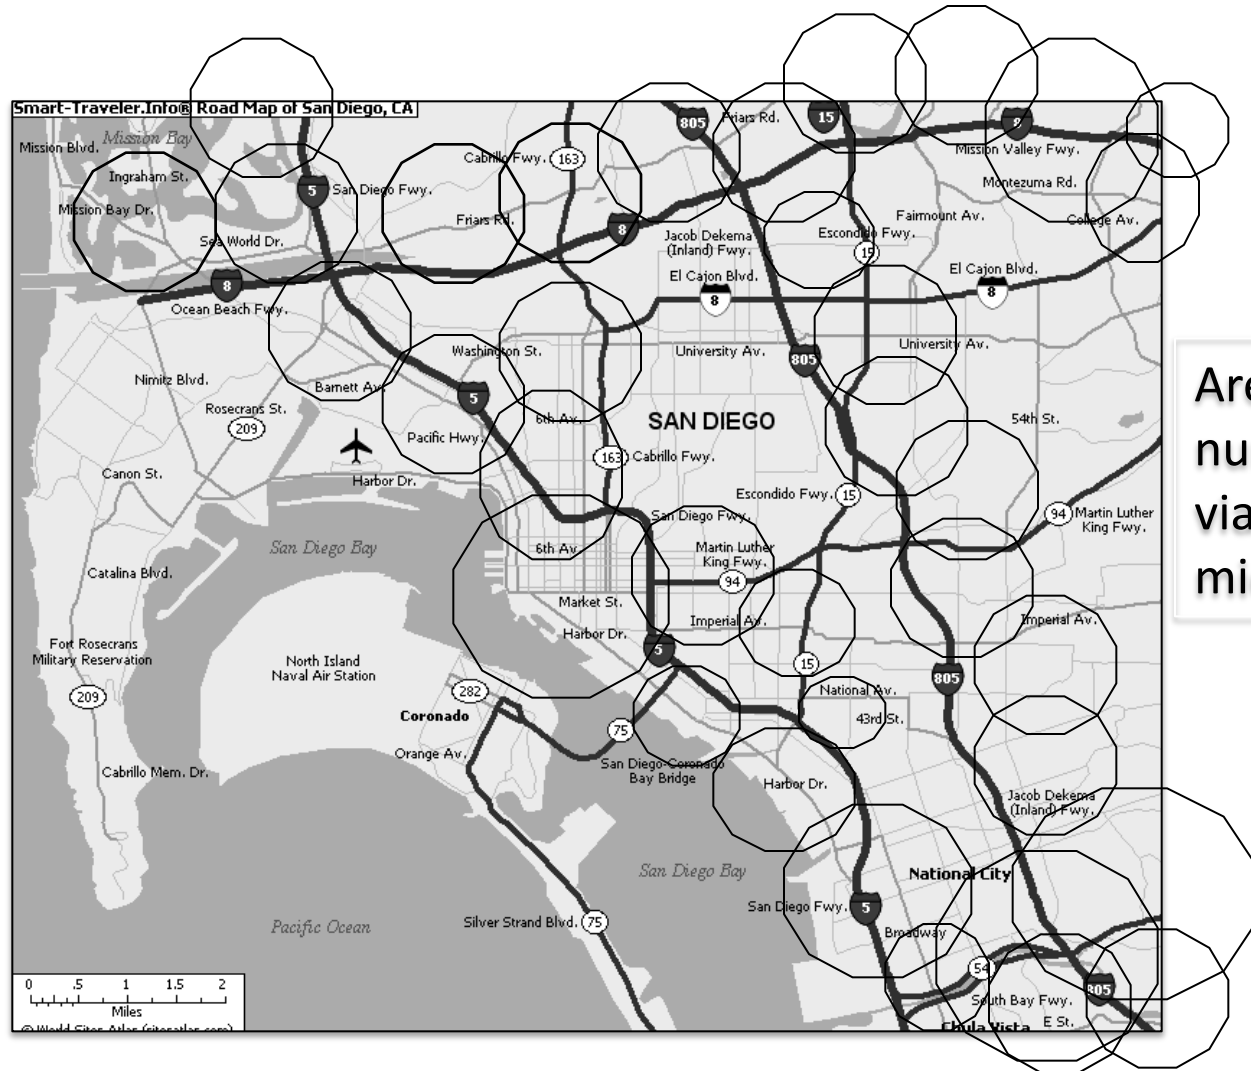 Smart-Traveler.Info® Road Map of San Diego, CA
805
Friars Rd.
15
8
Mission Bay
Mission Blvd.
Cabrillo Fwy.
163
Mission Valley Fwy.
Ingraham St.
5
San Diego Fwy.
Montezuma Rd.
Mission Bay Dr.
Friars Rd.
Fairmount Av.
College Av.
Sea World Dr.
8
Jacob Dekema
(Inland) Fwy.
Escondido Fwy.
15
El Cajon Blvd.
El Cajon Blvd.
8
8
8
Ocean Beach Fwy.
Washington St.
University Av.
University Av.
805
Nimitz Blvd.
Barnett Av.
5
Rosecrans St.
209
6th Av.
SAN DIEGO
54th St.
Pacific Hwy.
163
Cabrillo Fwy.
Canon St.
Harbor Dr.
Escondido Fwy.
15
San Diego Fwy.
94
Martin Luther
King Fwy.
San Diego Bay
6th Av.
Martin Luther
King Fwy.
94
Catalina Blvd.
Market St.
Imperial Av.
Imperial Av.
Harbor Dr.
5
Fort Rosecrans
Military Reservation
North Island
Naval Air Station
15
805
209
282
National Av.
Coronado
43rd St.
75
Orange Av.
San Diego-Coronado
Bay Bridge
Cabrillo Mem. Dr.
Harbor Dr.
Jacob Dekema
(Inland) Fwy.
San Diego Bay
National City
San Diego Fwy.
5
Pacific Ocean
Silver Strand Blvd.
75
Broadway
54
805
South Bay Fwy.
E St.
Chula Vista
0 .5 1 1.5 2
Miles
© World Sites Atlas (sitesatlas.com)
Are
nu
via
mi